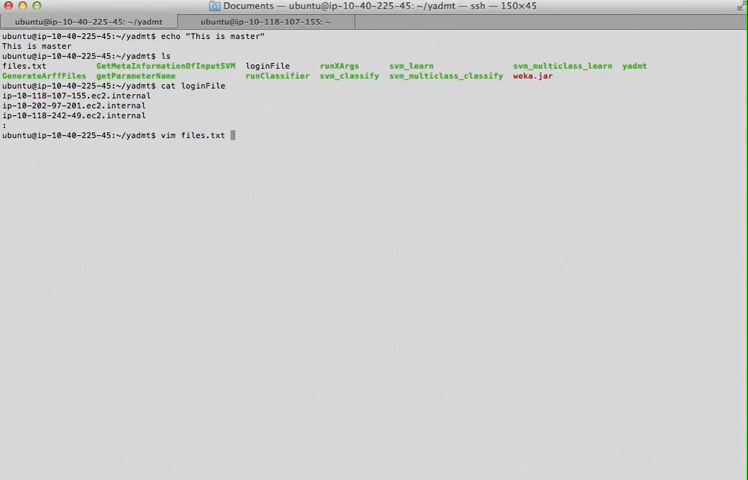 Documents — ubuntu@ip-10-40-225-45: ~/yadmt — ssh — 150×45
ubuntu@ip-10-40-225-45: ~/yadmt ubuntu@ip-10-118-107-155: ~
ubuntu@ip-10-40-225-45:~/yadmt$ echo "This is master"
This is master
ubuntu@ip-10-40-225-45:~/yadmt$ ls
files.txt GetMetaInformationOfInputSVM loginFile runXArgs svm_learn svm_multiclass_learn yadmt
GenerateArffFiles getParameterName runClassifier svm_classify svm_multiclass_classify weka.jar
ubuntu@ip-10-40-225-45:~/yadmt$ cat loginFile
ip-10-118-107-155.ec2.internal
ip-10-202-97-201.ec2.internal
ip-10-118-242-49.ec2.internal
:
ubuntu@ip-10-40-225-45:~/yadmt$ vim files.txt